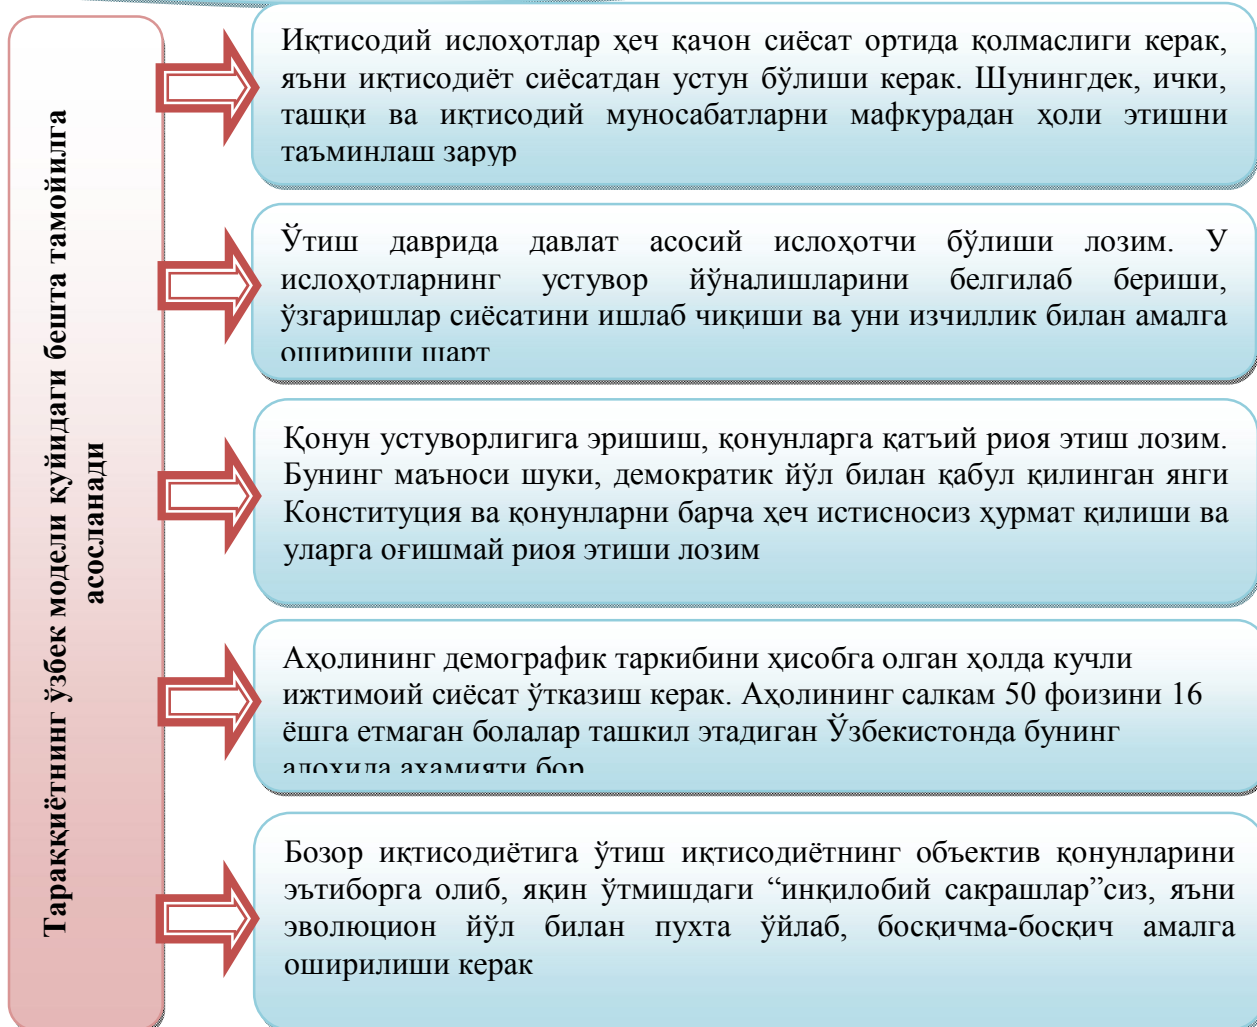 Тараққиётнинг ўзбек модели қуйидаги бешта тамойилга
асосланади
Иқтисодий ислоҳотлар ҳеч қачон сиёсат ортида қолмаслиги керак,
яъни иқтисодиёт сиёсатдан устун бўлиши керак. Шунингдек, ички,
ташқи ва иқтисодий муносабатларни мафкурадан ҳоли этишни
таъминлаш зарур
Ўтиш даврида давлат асосий ислоҳотчи бўлиши лозим. У
ислоҳотларнинг устувор йўналишларини белгилаб бериши,
ўзгаришлар сиёсатини ишлаб чиқиши ва уни изчиллик билан амалга
ошириши шарт
Қонун устуворлигига эришиш, қонунларга қатъий риоя этиш лозим.
Бунинг маъноси шуки, демократик йўл билан қабул қилинган янги
Конституция ва қонунларни барча ҳеч истисносиз ҳурмат қилиши ва
уларга оғишмай риоя этиши лозим
Аҳолининг демографик таркибини ҳисобга олган ҳолда кучли
ижтимоий сиёсат ўтказиш керак. Аҳолининг салкам 50 фоизини 16
ёшга етмаган болалар ташкил этадиган Ўзбекистонда бунинг
алоҳида аҳамияти бор
Бозор иқтисодиётига ўтиш иқтисодиётнинг объектив қонунларини
эътиборга олиб, яқин ўтмишдаги “инқилобий сакрашлар”сиз, яъни
эволюцион йўл билан пухта ўйлаб, босқичма-босқич амалга
оширилиши керак